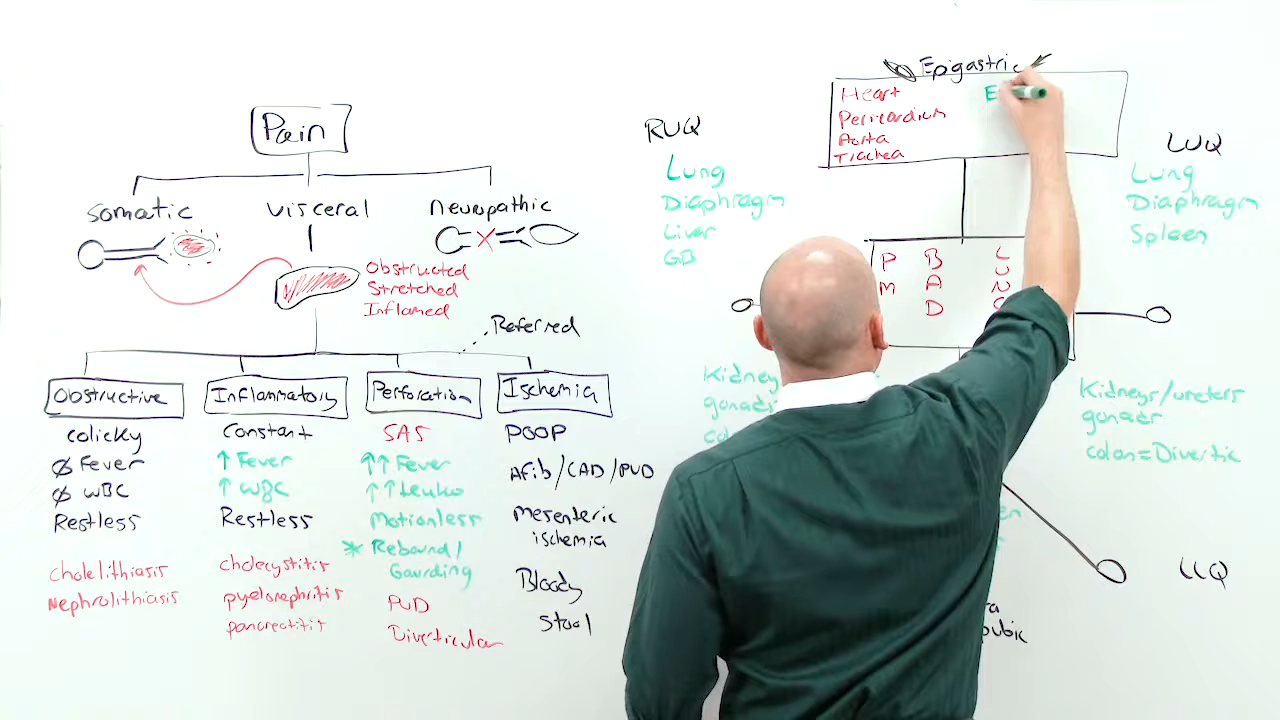 Pain
somatic
visceral
neuropathic
Obstructed
Stretched
Inflamed
Referred
Obstructive
colicky
Ø Fever
Ø WBC
Restless
cholelithiasis
Nephrolithiasis
Inflammatory
Constant
↑ Fever
↑ WBC
Restless
cholecystitis
pyelonephritis
pancreatitis
Perforation
SAS
↑↑ Fever
↑↑ Leuko
Motionless
* Rebound/
Gaurding
PUD
Diverticular
Ischemia
POOP
Afib/CAD/PVD
Mesenteric
ischemia
Bloody
Stool
RUQ
Lung
Diaphragm
Liver
GB
Epigastric
Heart
Pericardium
Aorta
Trachea
E
P
M
B
A
D
L
U
N
LUQ
Lung
Diaphragm
Spleen
Kidney
Kidneys/ureters
gonads
colon=Divertic
LLQ